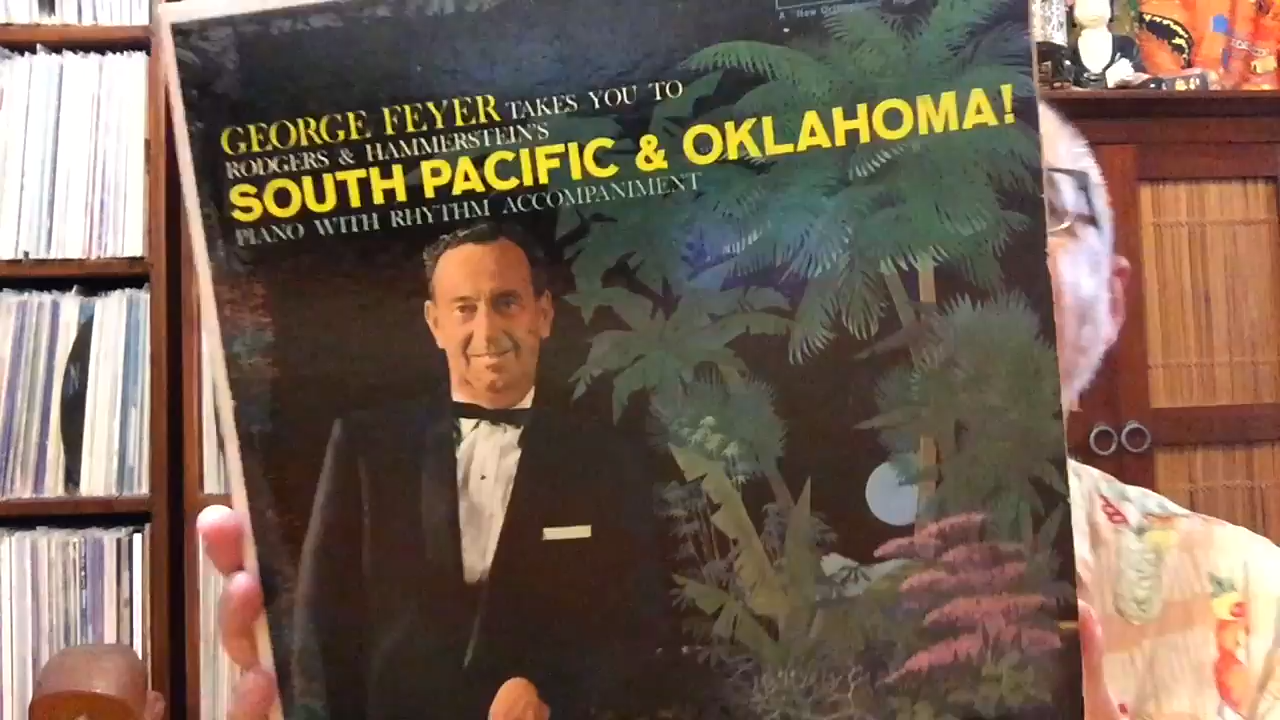 GEORGE FEYER TAKES YOU TO
RODGERS & HAMMERSTEIN'S
SOUTH PACIFIC & OKLAHOMA!
PIANO WITH RHYTHM ACCOMPANIMENT